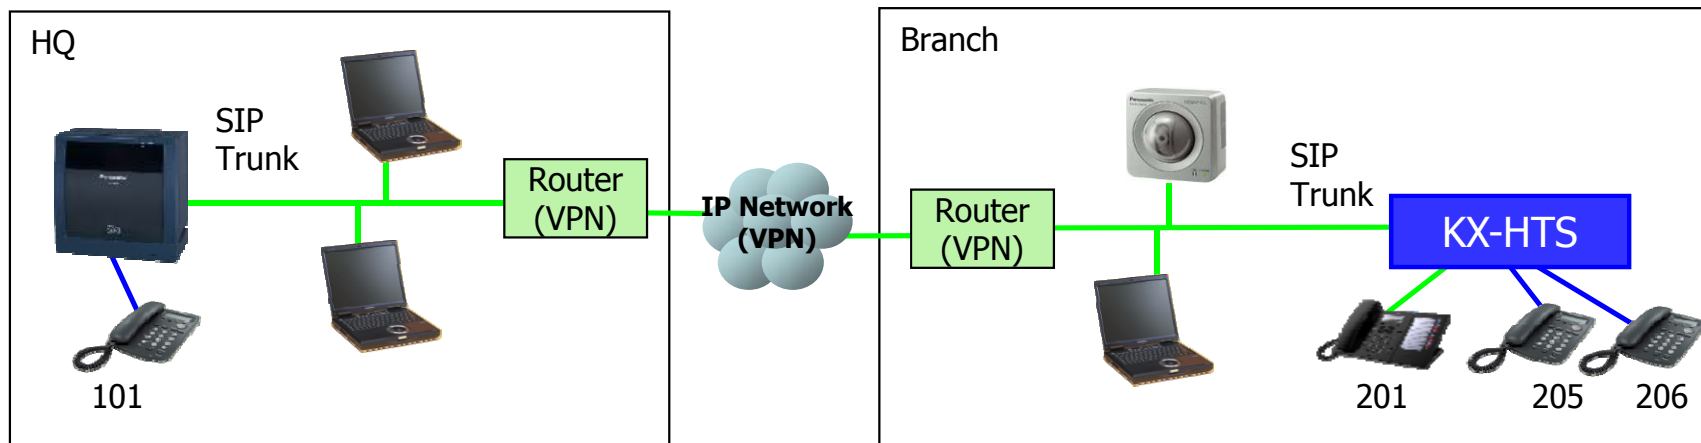 HQ
SIP
Trunk
Router
(VPN)
101
IP Network
(VPN)
Branch
Panasonic
SIP
Trunk
Router
(VPN)
KX-HTS
201
205
206